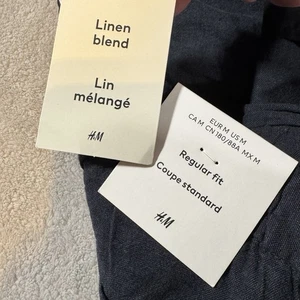 Linen
blend
Lin
mélangé
H&M
EUR M US M
CA M CN 180/88A MX M
Regular fit
Coupe standard
H&M